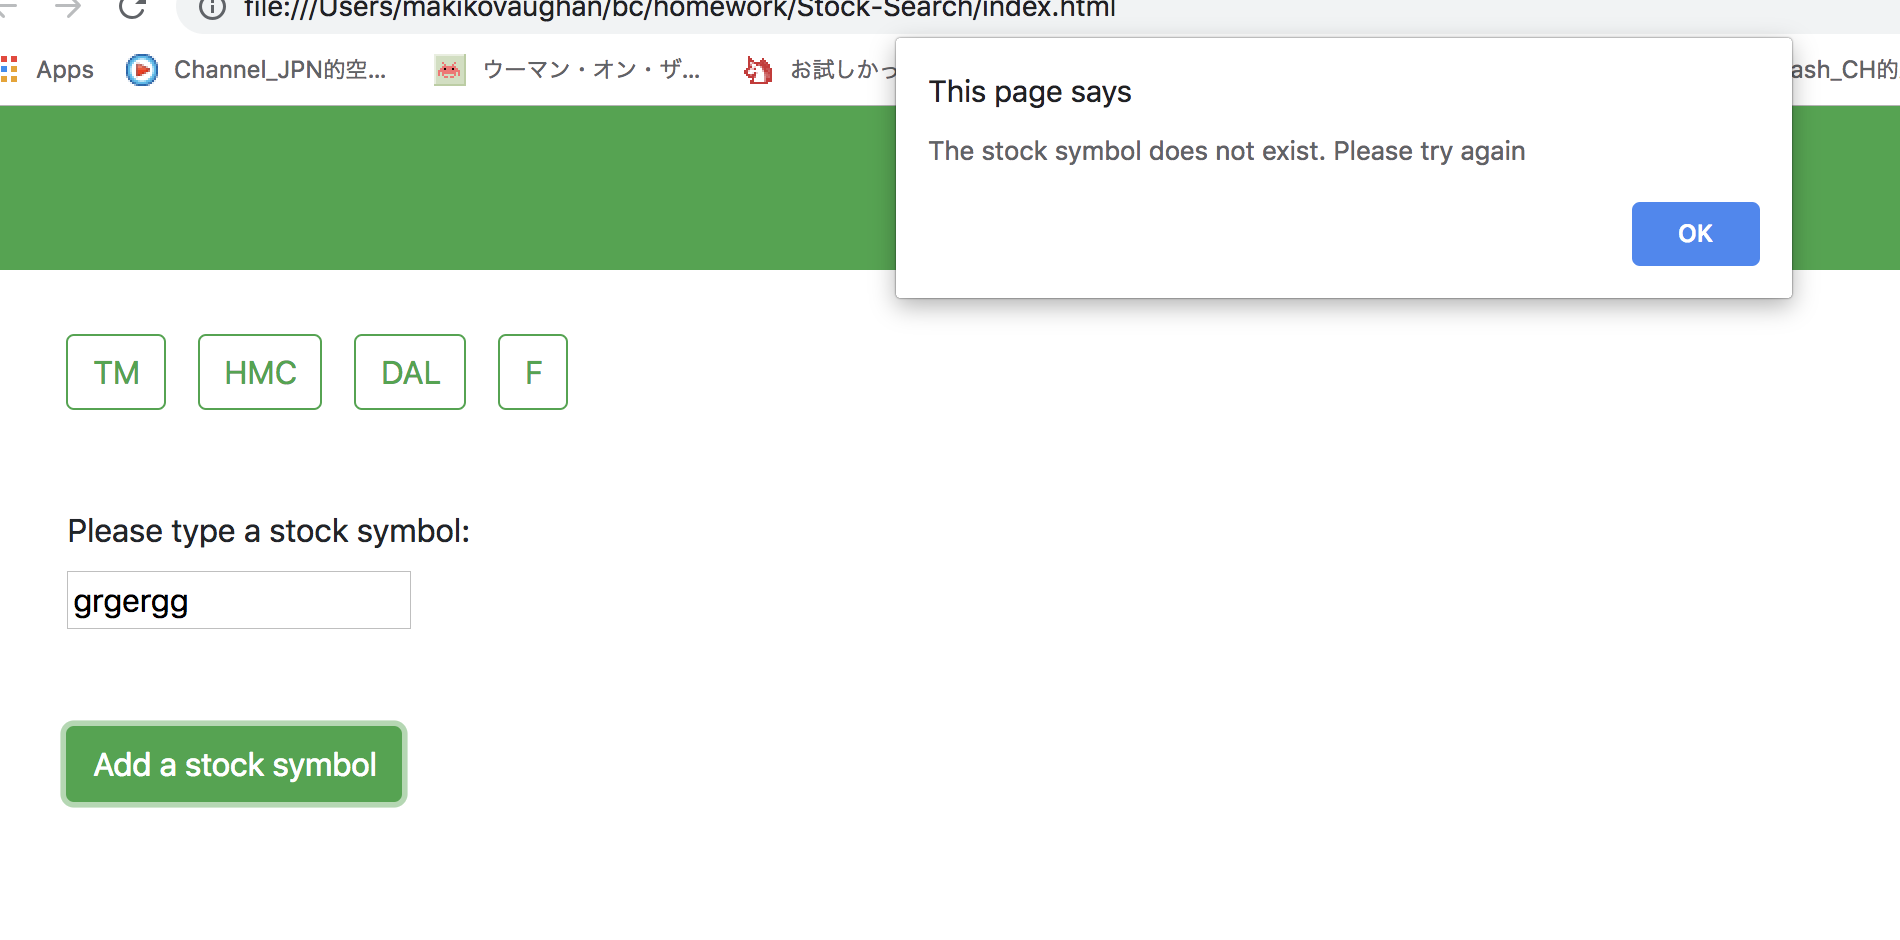 file:///Users/makikovaughan/bc/homework/Stock-Search/index.html
Apps Channel_JPN的空... ウーマン・オン・ザ... お試しかっ ash_CH的
This page says
The stock symbol does not exist. Please try again
OK
TM HMC DAL F
Please type a stock symbol:
grgergg
Add a stock symbol